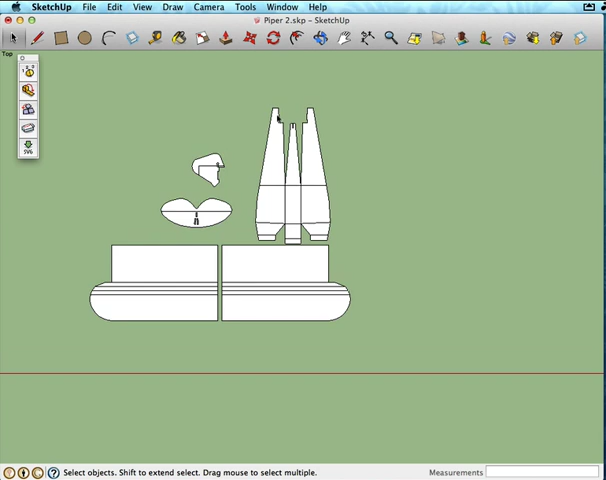 SketchUp File Edit View Draw Camera Tools Window Help
Piper 2.skp - SketchUp
Top
SVG
Select objects. Shift to extend select. Drag mouse to select multiple.
Measurements